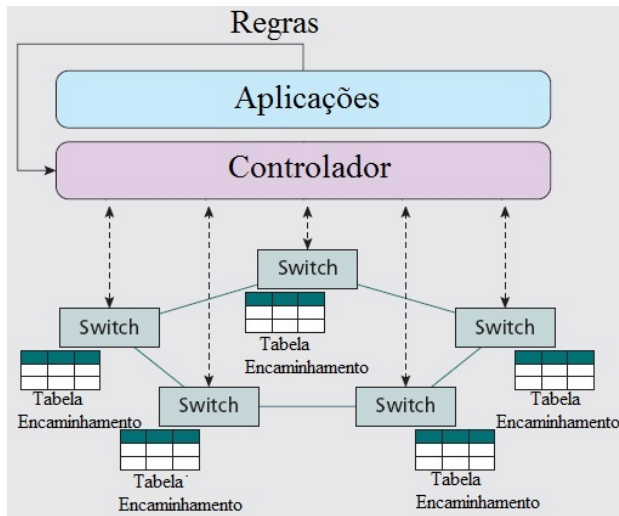 Regras
Aplicações
Controlador
Switch
Switch
Switch
Tabela
Encaminhamento
Tabela
Encaminhamento
Switch
Switch
Tabela
Encaminhamento
Tabela
Encaminhamento
Tabela
Encaminhamento